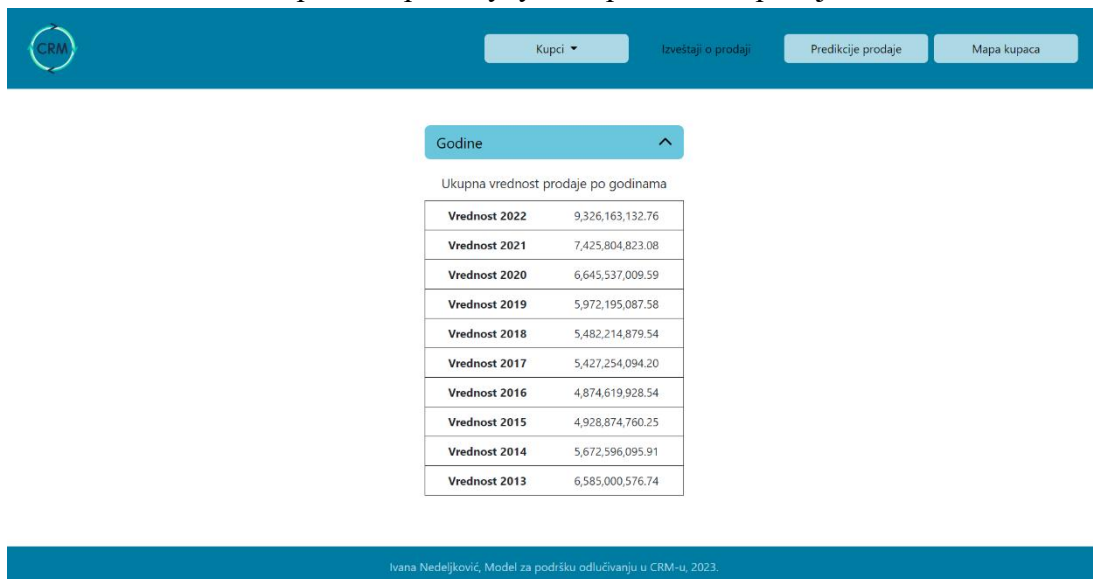 CRM
Kupci
Izveštaji o prodaji
Predikcije prodaje
Mapa kupaca
Godine
Ukupna vrednost prodaje po godinama
Vrednost 2022 9,326,163,132.76
Vrednost 2021 7,425,804,823.08
Vrednost 2020 6,645,537,009.59
Vrednost 2019 5,972,195,087.58
Vrednost 2018 5,482,214,879.54
Vrednost 2017 5,427,254,094.20
Vrednost 2016 4,874,619,928.54
Vrednost 2015 4,928,874,760.25
Vrednost 2014 5,672,596,095.91
Vrednost 2013 6,585,000,576.74
Ivana Nedeljković, Model za podršku odlučivanju u CRM-u, 2023.